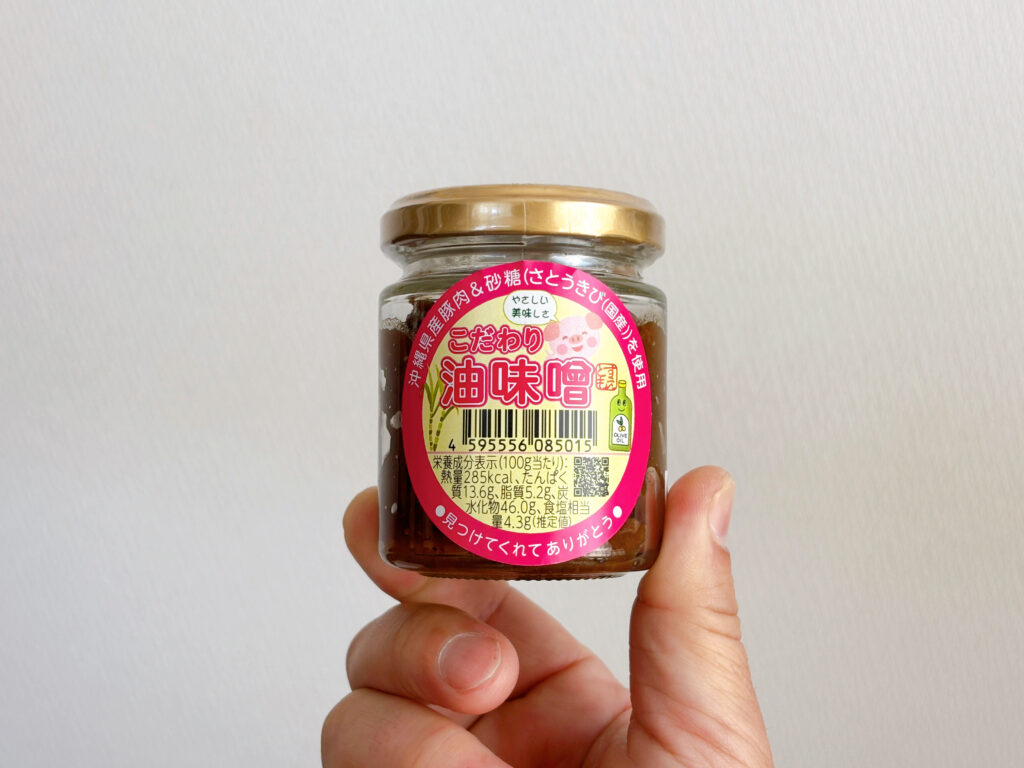 沖縄県産豚肉&砂糖(さとうきび(国産))を使用
やさしい
美味しさ
こだわり
油味噌
OLIVE
OIL
4 595556 085015
栄養成分表示(100g当たり):
熱量285kcal、たんぱく
質13.6g、脂質5.2g、炭
水化物46.0g、食塩相当
量4.3g(推定値)
●見つけてくれてありがとう●